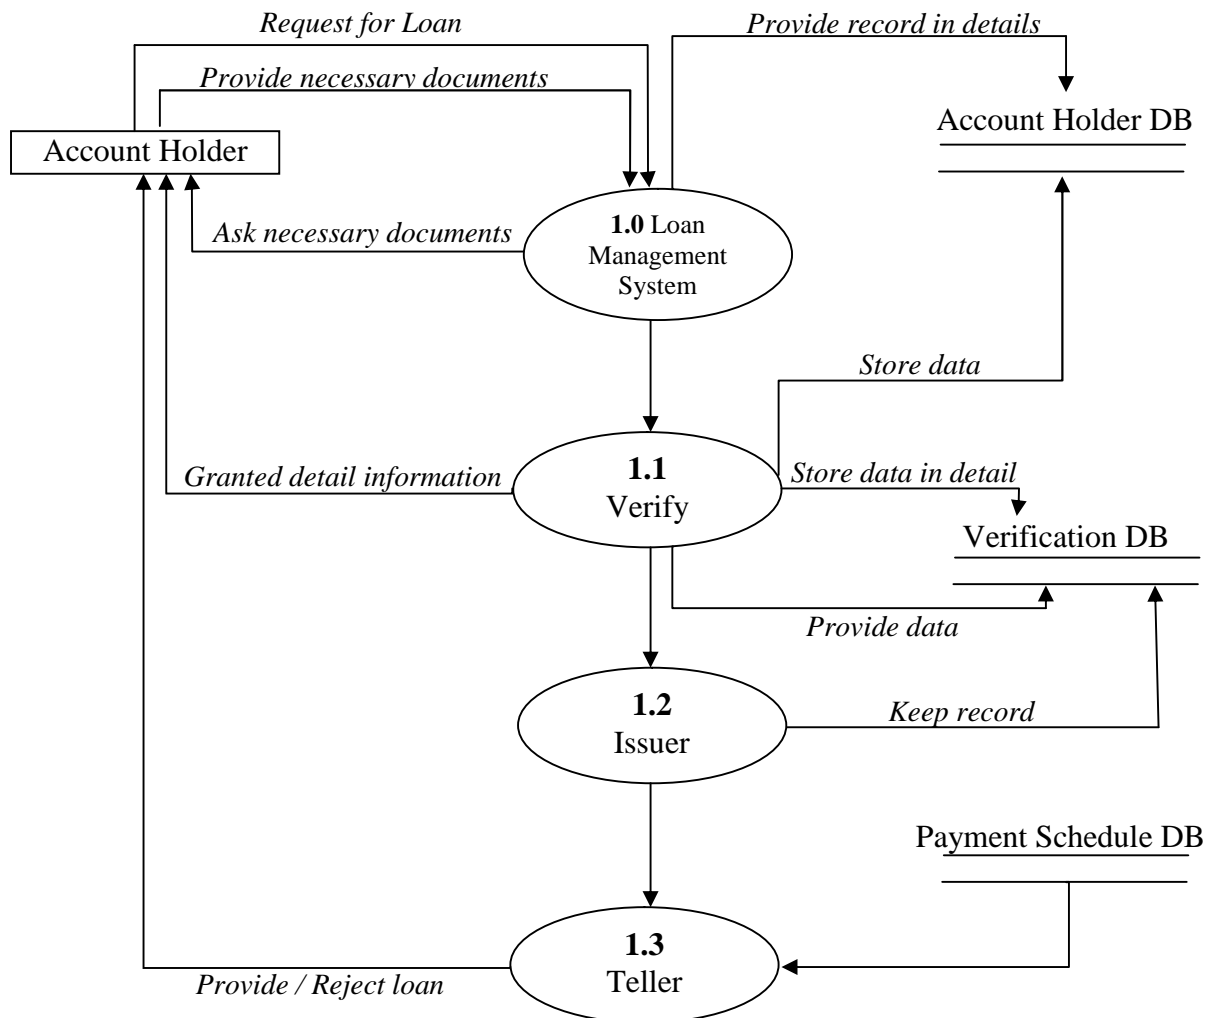 Request for Loan
Provide record in details
Provide necessary documents
Account Holder DB
Account Holder
1.0 Loan
Management
System
Ask necessary documents
Store data
1.1
Verify
Granted detail information
Store data in detail
Verification DB
Provide data
1.2
Issuer
Keep record
Payment Schedule DB
1.3
Teller
Provide / Reject loan